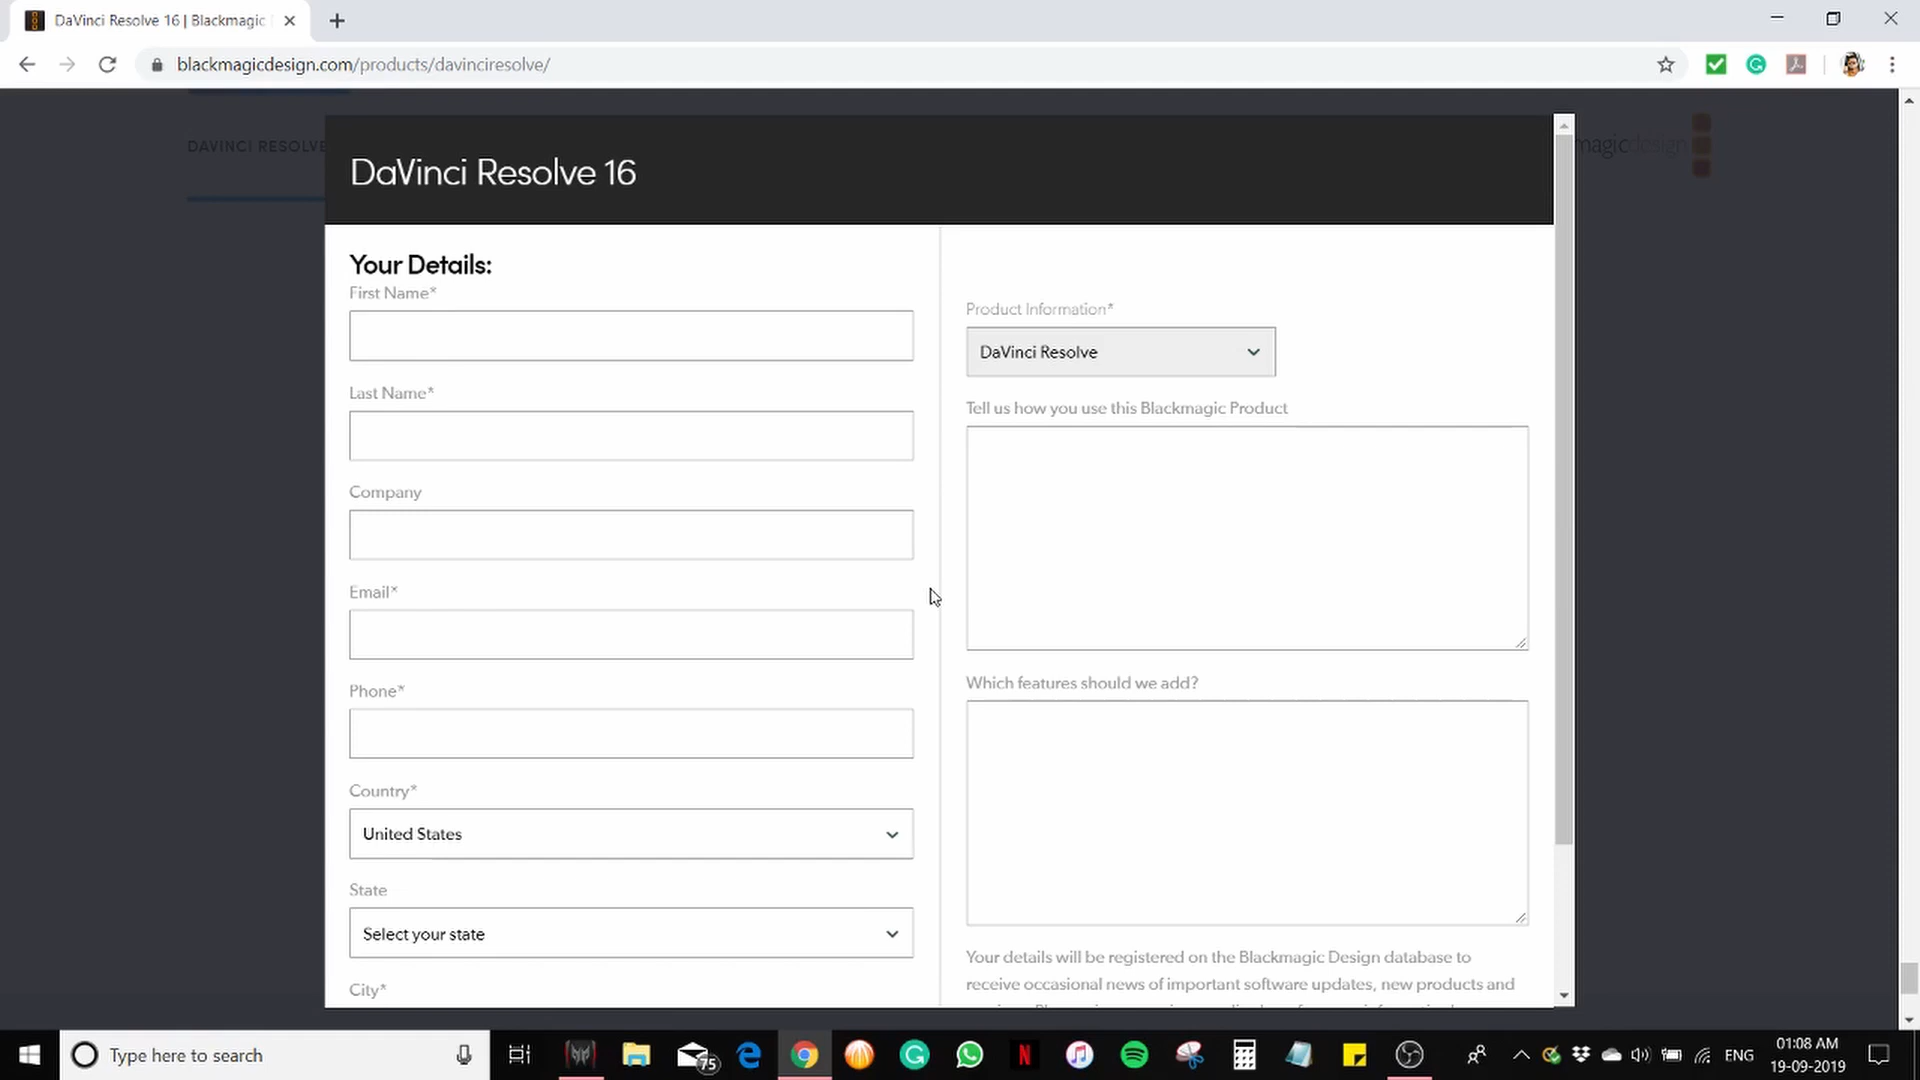 DaVinci Resolve 16 | Blackmagic
blackmagicdesign.com/products/davinciresolve/
DAVINCI RESOLVE
magicdesign
DaVinci Resolve 16
Your Details:
First Name*
Last Name*
Company
Email*
Phone*
Country*
United States
State
Select your state
City*
Product Information*
DaVinci Resolve
Tell us how you use this Blackmagic Product
Which features should we add?
Your details will be registered on the Blackmagic Design database to
receive occasional news of important software updates, new products and
Type here to search
75
ENG
01:08 AM
19-09-2019